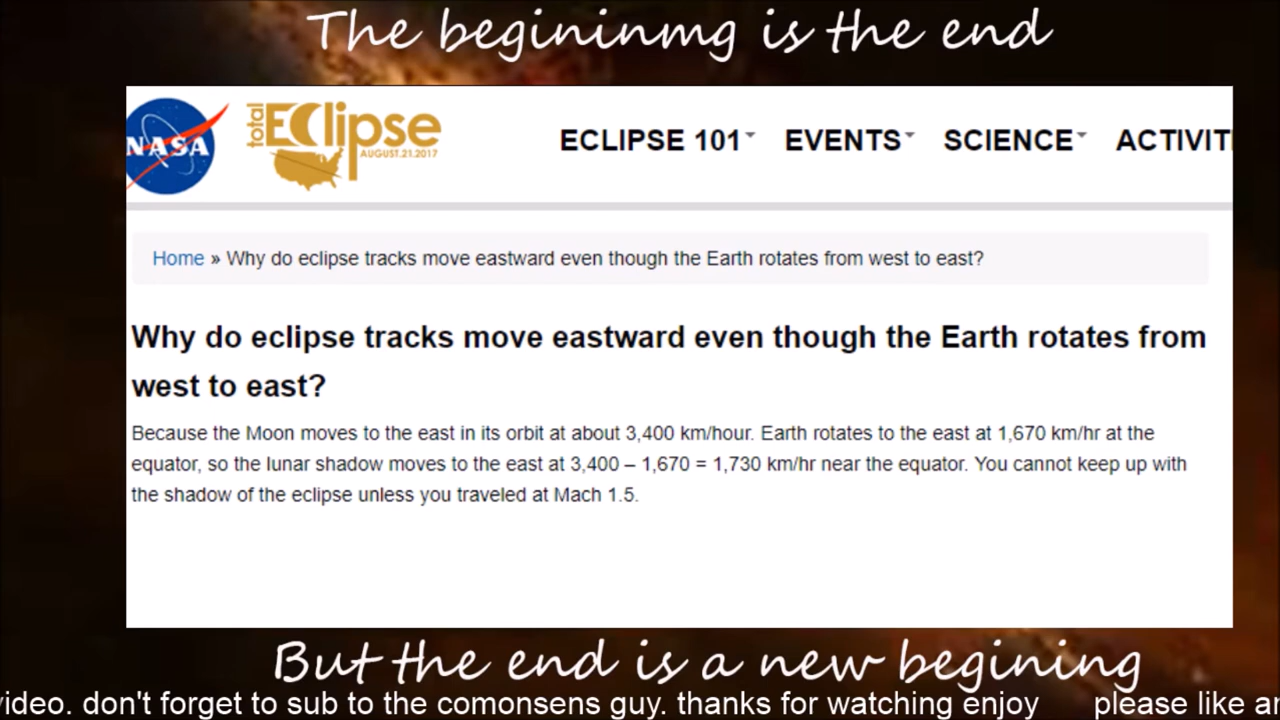 The begininmg is the end
NASA
total ECLipse
AUGUST.21.2017
ECLIPSE 101 EVENTS SCIENCE ACTIVITI
Home » Why do eclipse tracks move eastward even though the Earth rotates from west to east?
Why do eclipse tracks move eastward even though the Earth rotates from
west to east?
Because the Moon moves to the east in its orbit at about 3,400 km/hour. Earth rotates to the east at 1,670 km/hr at the
equator, so the lunar shadow moves to the east at 3,400 – 1,670 = 1,730 km/hr near the equator. You cannot keep up with
the shadow of the eclipse unless you traveled at Mach 1.5.
But the end is a new begining
video. don't forget to sub to the comonsens guy. thanks for watching enjoy please like an